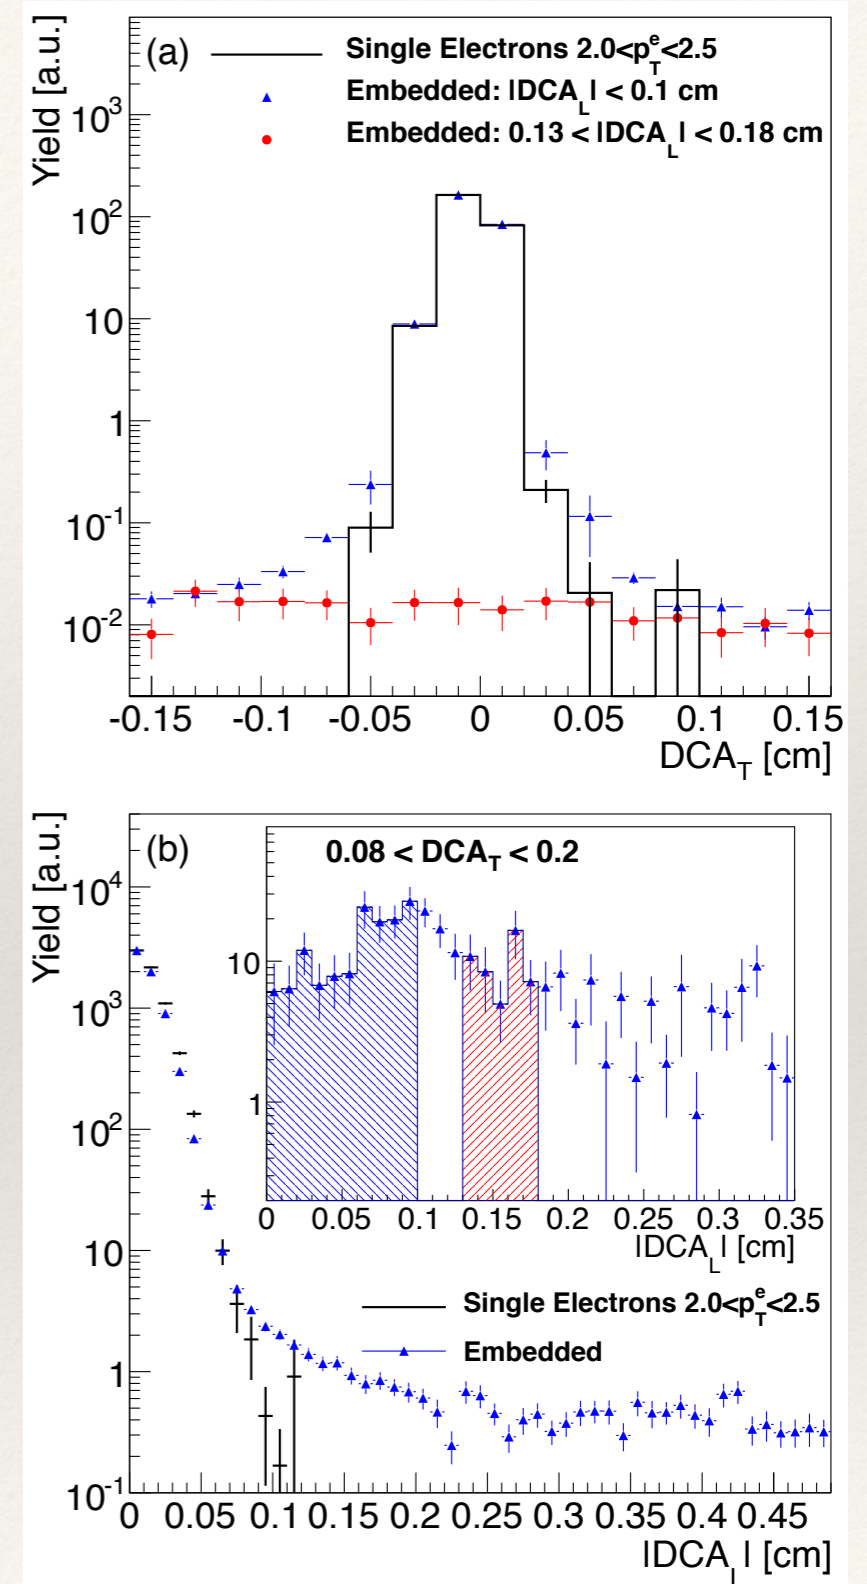 (a)
Single Electrons 2.0<p_T^e<2.5
Embedded: |DCA_L| < 0.1 cm
Embedded: 0.13 < |DCA_L| < 0.18 cm
Yield [a.u.]
10^3
10^2
10
1
10^-1
10^-2
-0.15 -0.1 -0.05 0 0.05 0.1 0.15
DCA_T [cm]
(b)
Yield [a.u.]
10^4
10^3
10^2
10
1
10^-1
0.08 < DCA_T < 0.2
10
1
0 0.05 0.1 0.15 0.2 0.25 0.3 0.35
|DCA_L| [cm]
Single Electrons 2.0<p_T^e<2.5
Embedded
0 0.05 0.1 0.15 0.2 0.25 0.3 0.35 0.4 0.45
|DCA_L| [cm]